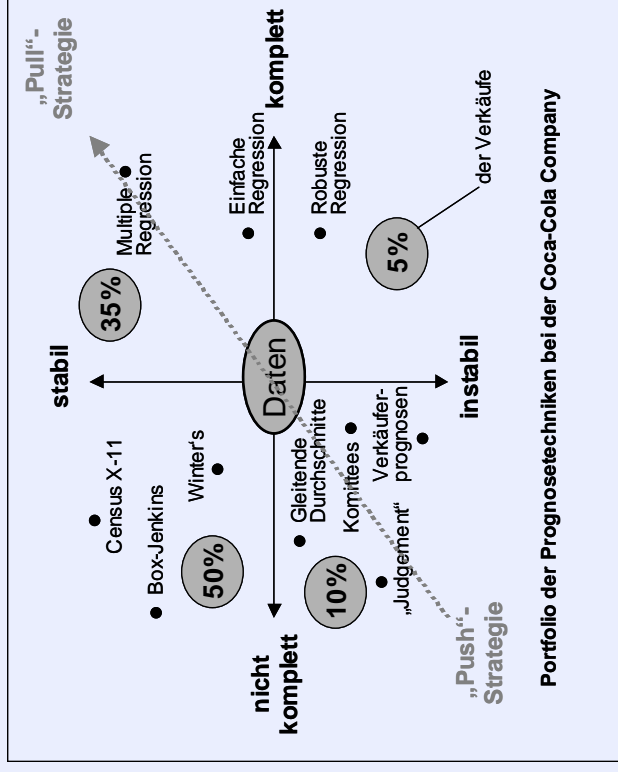 „Pull“-
Strategie
stabil
Census X-11
Box-Jenkins
Winter's
50%
35%
Multiple
Regression
nicht
komplett
Daten
komplett
Einfache
Regression
Gleitende
Durchschnitte
Komittees
Robuste
Regression
10%
5%
„Judgement“
Verkäufer-
prognosen
der Verkäufe
„Push“-
Strategie
instabil
Portfolio der Prognosetechniken bei der Coca-Cola Company